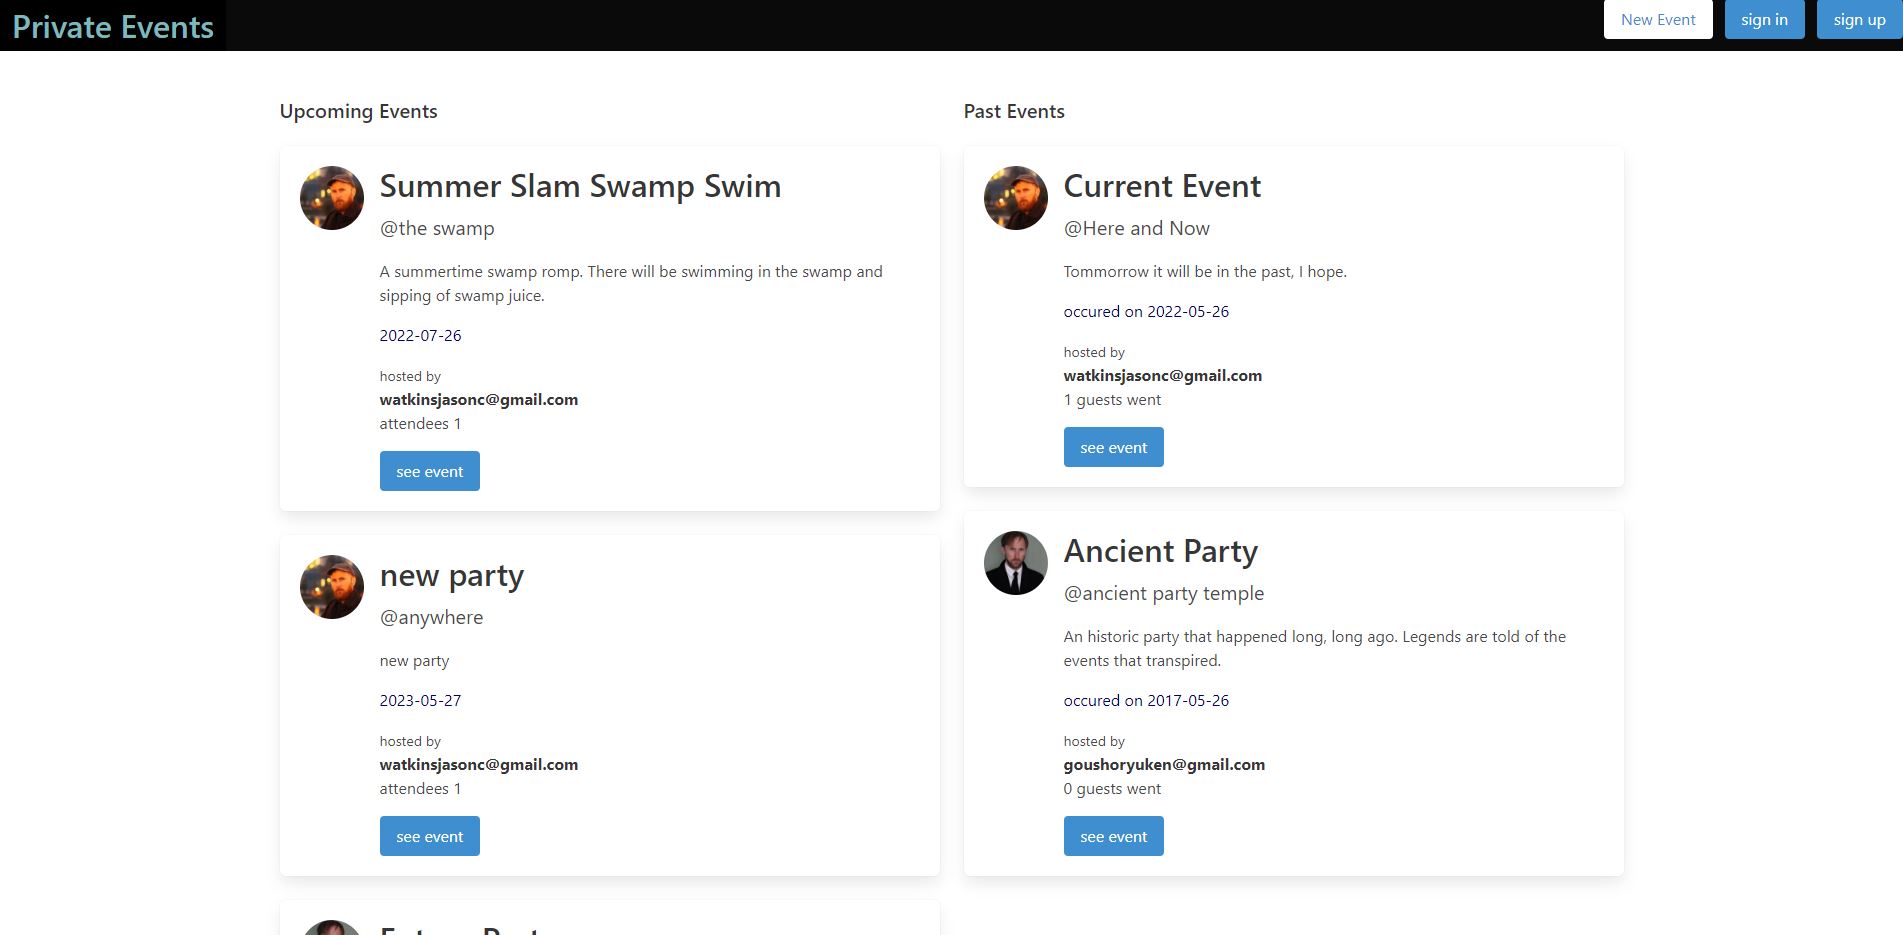 Private Events
New Event
sign in
sign up
Upcoming Events
Summer Slam Swamp Swim
@the swamp
A summertime swamp romp. There will be swimming in the swamp and
sipping of swamp juice.
2022-07-26
hosted by
watkinsjasonc@gmail.com
attendees 1
see event
new party
@anywhere
new party
2023-05-27
hosted by
watkinsjasonc@gmail.com
attendees 1
see event
Past Events
Current Event
@Here and Now
Tommorrow it will be in the past, I hope.
occured on 2022-05-26
hosted by
watkinsjasonc@gmail.com
1 guests went
see event
Ancient Party
@ancient party temple
An historic party that happened long, long ago. Legends are told of the
events that transpired.
occured on 2017-05-26
hosted by
goushoryuken@gmail.com
0 guests went
see event